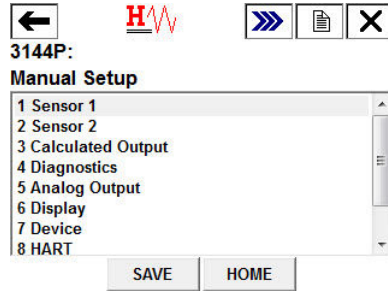 H
3144P:
Manual Setup
1 Sensor 1
2 Sensor 2
3 Calculated Output
4 Diagnostics
5 Analog Output
6 Display
7 Device
8 HART
SAVE HOME